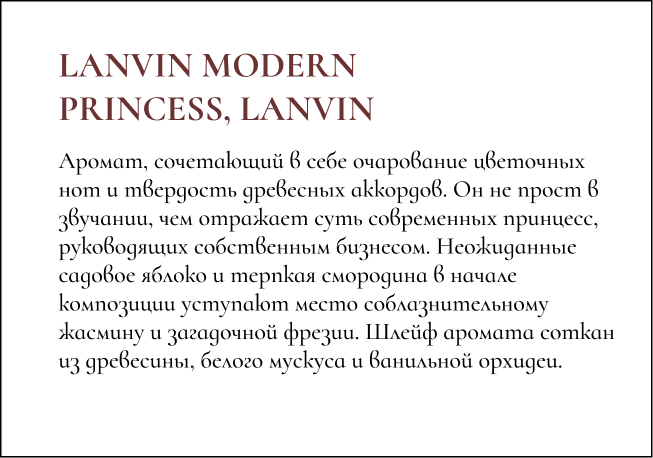 LANVIN MODERN
PRINCESS, LANVIN
Аромат, сочетающий в себе очарование цветочных
нот и твердость древесных аккордов. Он не прост в
звучании, чем отражает суть современных принцесс,
руководящих собственным бизнесом. Неожиданные
садовое яблоко и терпкая смородина в начале
композиции уступают место соблазнительному
жасмину и загадочной фрезии. Шлейф аромата соткан
из древесины, белого мускуса и ванильной орхидеи.